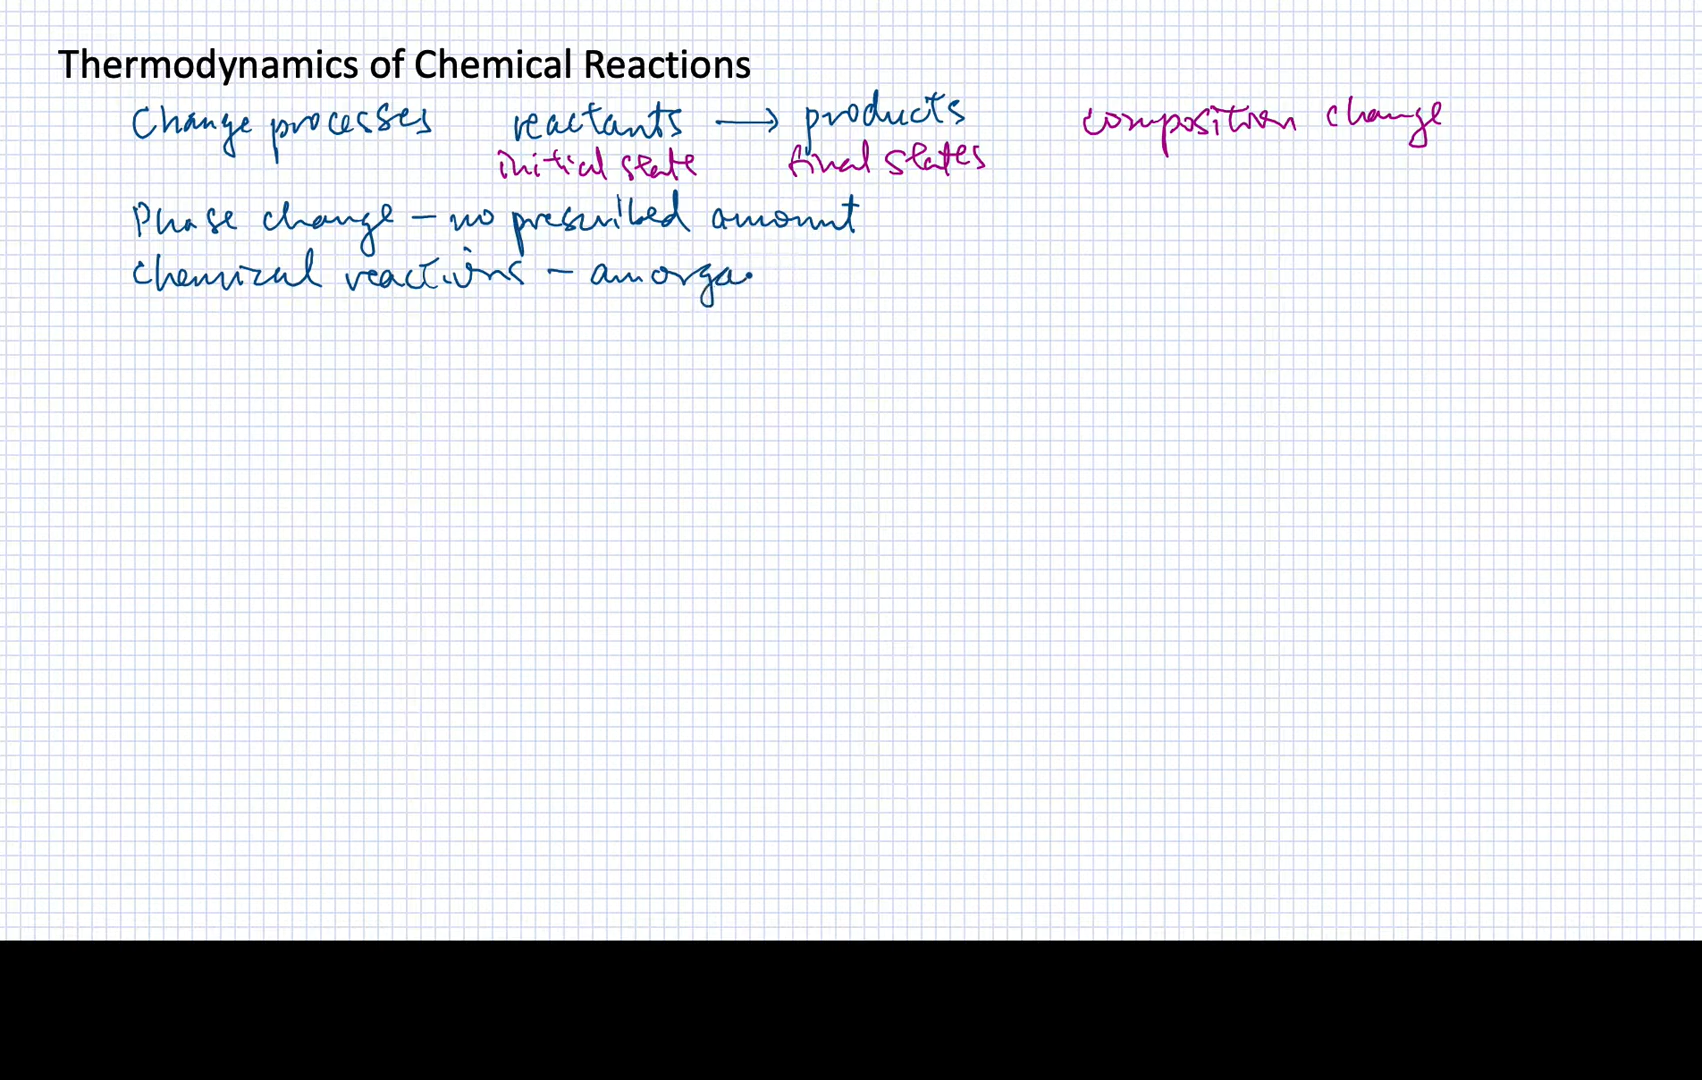 Thermodynamics of Chemical Reactions
Change processes reactants → products composition change
initial state final states
Phase change – no prescribed amount
chemical reactions –